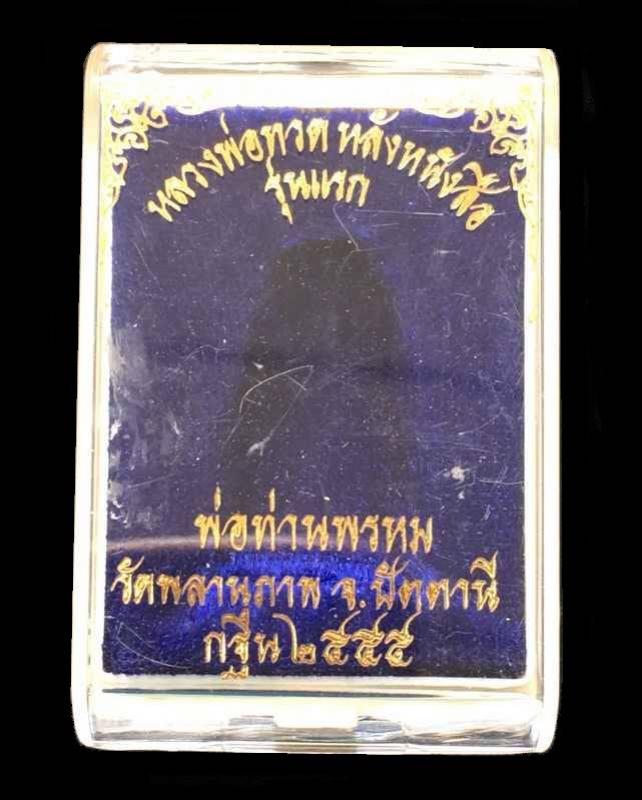 หลวงพ่อทวด หลังหนังสือ
รุ่นแรก
พ่อท่านพรหม
วัดพลานุภาพ จ.ปัตตานี
กฐิน๒๕๕๕